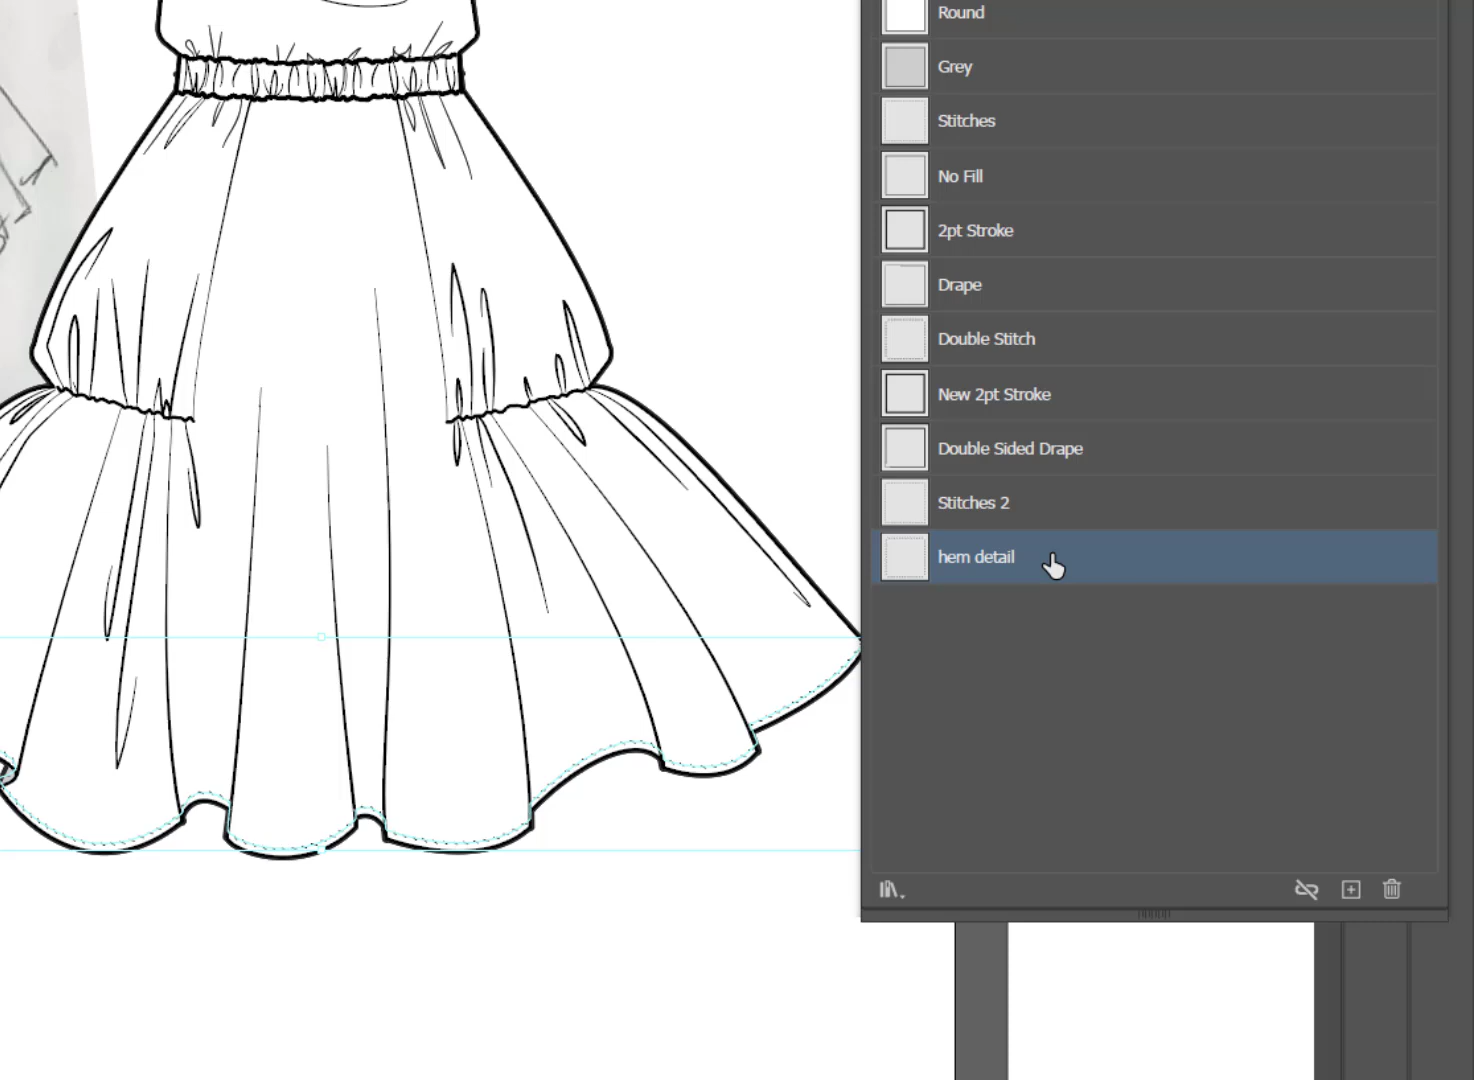 Round
Grey
Stitches
No Fill
2pt Stroke
Drape
Double Stitch
New 2pt Stroke
Double Sided Drape
Stitches 2
hem detail